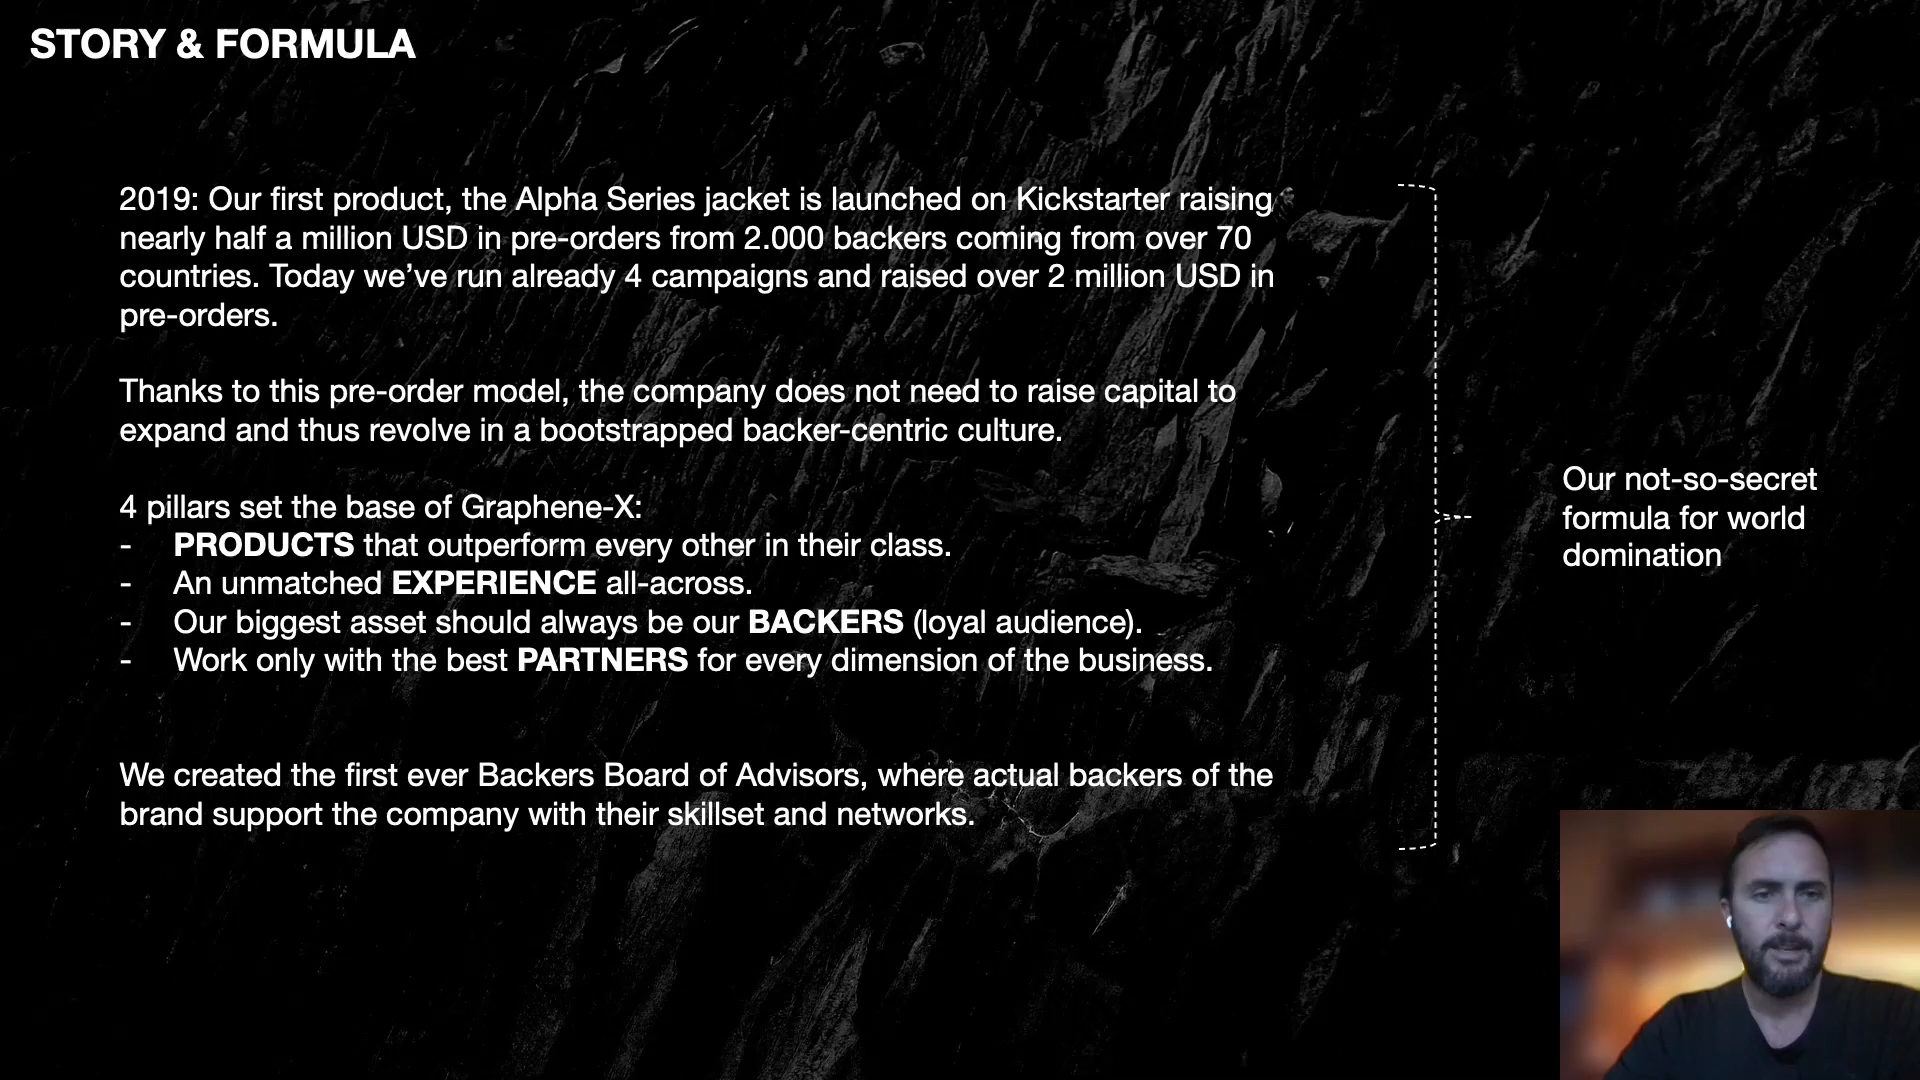 STORY & FORMULA
2019: Our first product, the Alpha Series jacket is launched on Kickstarter raising
nearly half a million USD in pre-orders from 2.000 backers coming from over 70
countries. Today we’ve run already 4 campaigns and raised over 2 million USD in
pre-orders.
Thanks to this pre-order model, the company does not need to raise capital to
expand and thus revolve in a bootstrapped backer-centric culture.
4 pillars set the base of Graphene-X:
- PRODUCTS that outperform every other in their class.
- An unmatched EXPERIENCE all-across.
- Our biggest asset should always be our BACKERS (loyal audience).
- Work only with the best PARTNERS for every dimension of the business.
We created the first ever Backers Board of Advisors, where actual backers of the
brand support the company with their skillset and networks.
Our not-so-secret
formula for world
domination